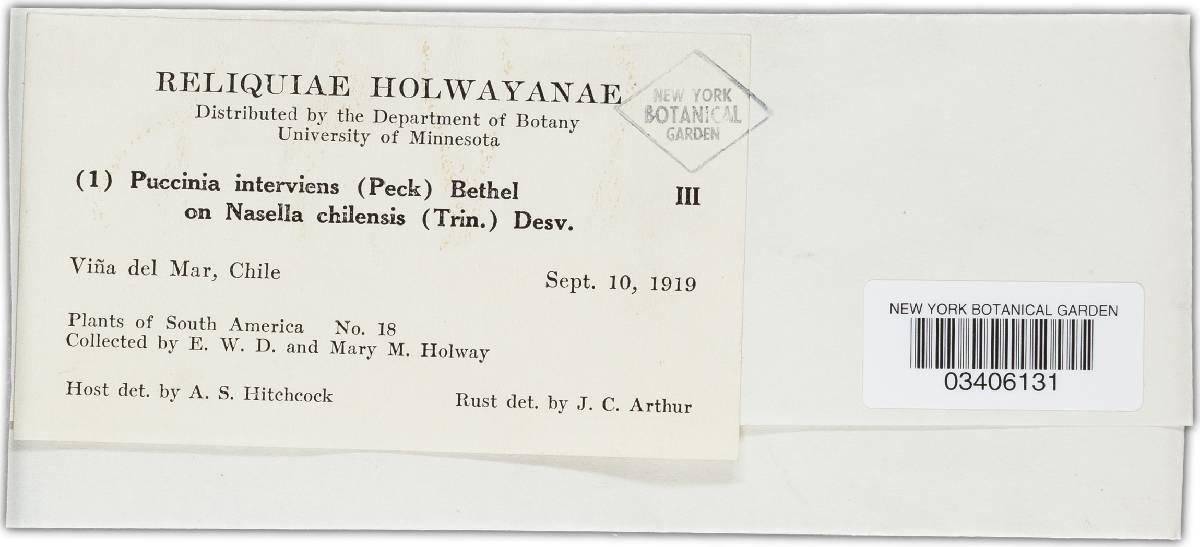 RELIQUIAE HOLWAYANAE
Distributed by the Department of Botany
University of Minnesota
NEW YORK
BOTANICAL
GARDEN
(1) Puccinia interviens (Peck) Bethel III
on Nasella chilensis (Trin.) Desv.
Viña del Mar, Chile Sept. 10, 1919
Plants of South America No. 18
Collected by E. W. D. and Mary M. Holway
Host det. by A. S. Hitchcock Rust det. by J. C. Arthur
NEW YORK BOTANICAL GARDEN
03406131